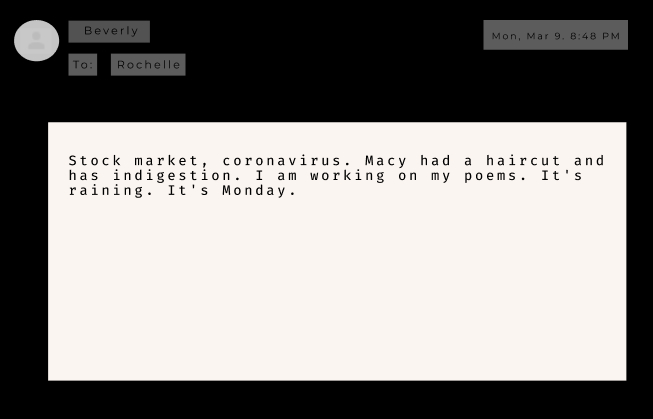 Beverly
Mon, Mar 9. 8:48 PM
To: Rochelle
Stock market, coronavirus. Macy had a haircut and
has indigestion. I am working on my poems. It's
raining. It's Monday.